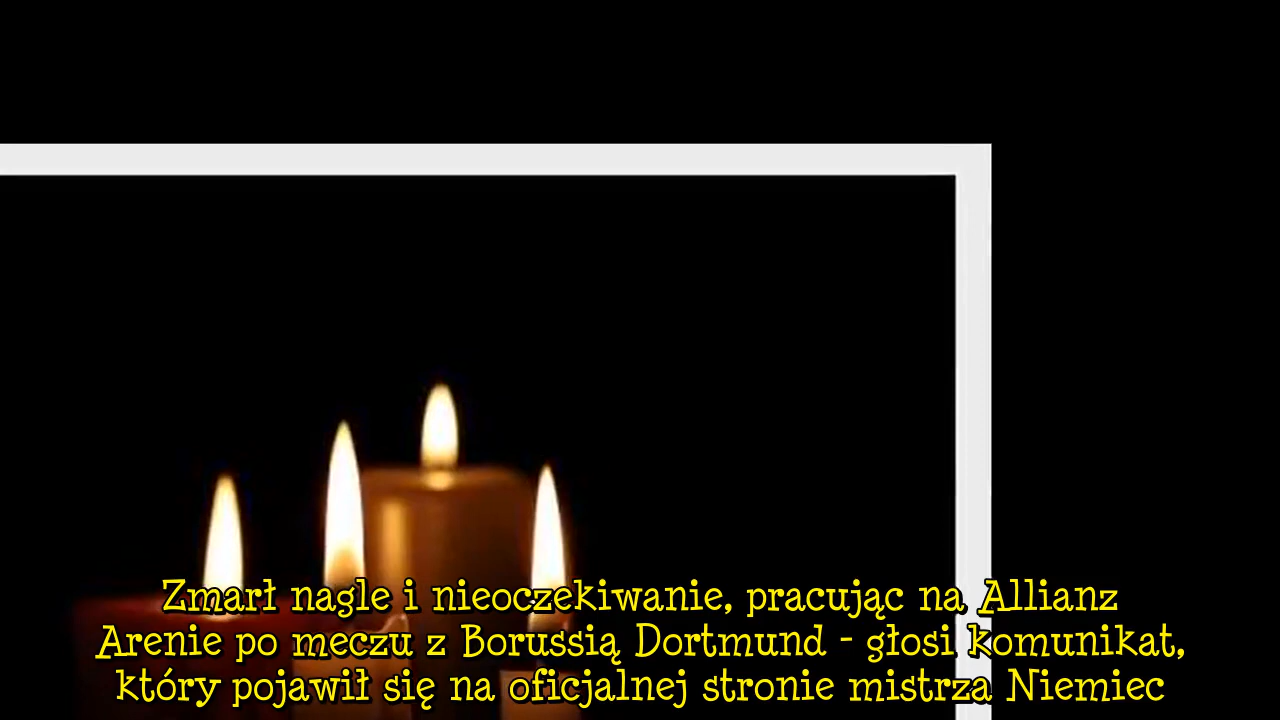 Zmarł nagle i nieoczekiwanie, pracując na Allianz
Arenie po meczu z Borussią Dortmund - głosi komunikat,
który pojawił się na oficjalnej stronie mistrza Niemiec